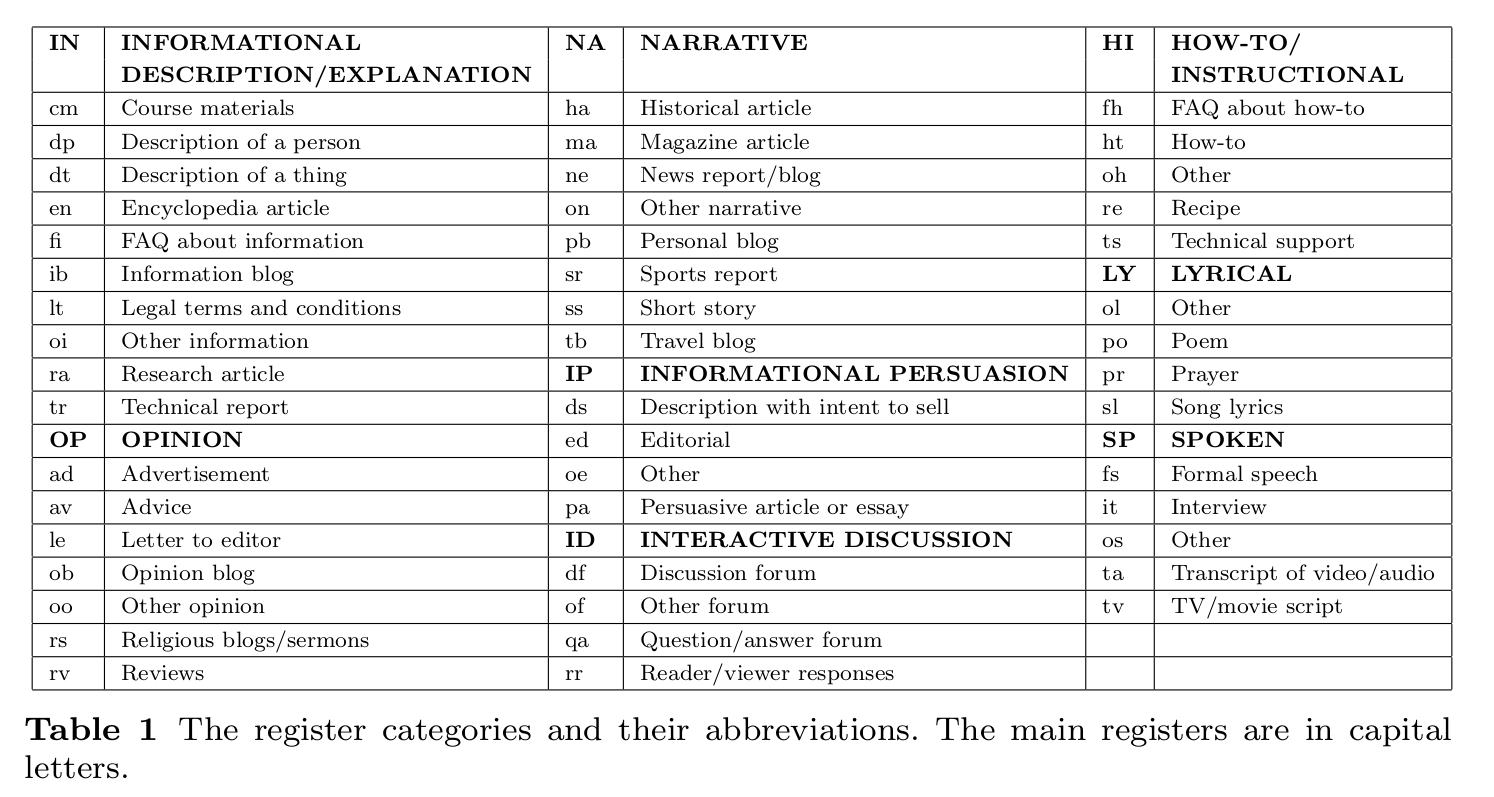 IN INFORMATIONAL NA NARRATIVE HI HOW-TO/
DESCRIPTION/EXPLANATION INSTRUCTIONAL
cm Course materials ha Historical article fh FAQ about how-to
dp Description of a person ma Magazine article ht How-to
dt Description of a thing ne News report/blog oh Other
en Encyclopedia article on Other narrative re Recipe
fi FAQ about information pb Personal blog ts Technical support
ib Information blog sr Sports report LY LYRICAL
lt Legal terms and conditions ss Short story ol Other
oi Other information tb Travel blog po Poem
ra Research article IP INFORMATIONAL PERSUASION pr Prayer
tr Technical report ds Description with intent to sell sl Song lyrics
OP OPINION ed Editorial SP SPOKEN
ad Advertisement oe Other fs Formal speech
av Advice pa Persuasive article or essay it Interview
le Letter to editor ID INTERACTIVE DISCUSSION os Other
ob Opinion blog df Discussion forum ta Transcript of video/audio
oo Other opinion of Other forum tv TV/movie script
rs Religious blogs/sermons qa Question/answer forum
rv Reviews rr Reader/viewer responses
Table 1 The register categories and their abbreviations. The main registers are in capital
letters.